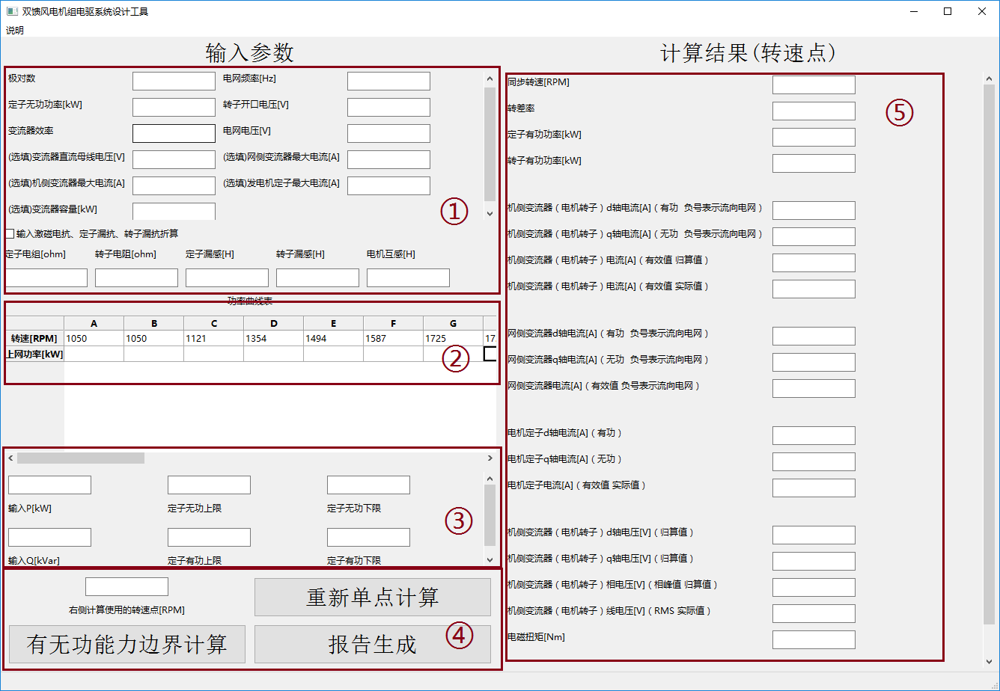 双馈风电机组电驱系统设计工具
说明
输入参数
极对数 电网频率[Hz]
定子无功功率[kW] 转子开口电压[V]
变流器效率 电网电压[V]
(选填)变流器直流母线电压[V] (选填)网侧变流器最大电流[A]
(选填)机侧变流器最大电流[A] (选填)发电机定子最大电流[A]
(选填)变流器容量[kW]
①
输入激磁电抗、定子漏抗、转子漏抗折算
定子电组[ohm] 转子电阻[ohm] 定子漏感[H] 转子漏感[H] 电机互感[H]
功率曲线表
A B C D E F G
转速[RPM] 1050 1050 1121 1354 1494 1587 1725 17
上网功率[kW]
②
输入P[kW] 定子无功上限 定子无功下限
③
输入Q[kVar] 定子有功上限 定子有功下限
右侧计算使用的转速点[RPM]
重新单点计算
④
有无功能力边界计算 报告生成
计算结果(转速点)
同步转速[RPM]
⑤
转差率
定子有功功率[kW]
转子有功功率[kW]
机侧变流器（电机转子）d轴电流[A]（有功 负号表示流向电网）
机侧变流器（电机转子）q轴电流[A]（无功 负号表示流向电网）
机侧变流器（电机转子）电流[A]（有效值 归算值）
机侧变流器（电机转子）电流[A]（有效值 实际值）
网侧变流器d轴电流[A]（有功 负号表示流向电网）
网侧变流器q轴电流[A]（无功 负号表示流向电网）
网侧变流器电流[A]（有效值 负号表示流向电网）
电机定子d轴电流[A]（有功）
电机定子q轴电流[A]（无功）
电机定子电流[A]（有效值 实际值）
机侧变流器（电机转子）d轴电压[V]（归算值）
机侧变流器（电机转子）q轴电压[V]（归算值）
机侧变流器（电机转子）相电压[V]（相峰值 归算值）
机侧变流器（电机转子）线电压[V]（RMS 实际值）
电磁扭矩[Nm]